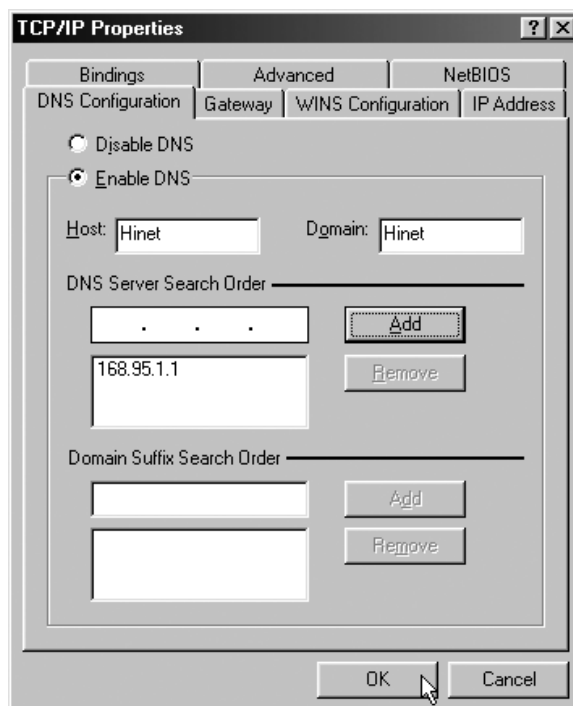 TCP/IP Properties
Bindings Advanced NetBIOS
DNS Configuration Gateway WINS Configuration IP Address
Disable DNS
Enable DNS
Host: Hinet Domain: Hinet
DNS Server Search Order
. . . Add
168.95.1.1 Remove
Domain Suffix Search Order
Add
Remove
OK Cancel